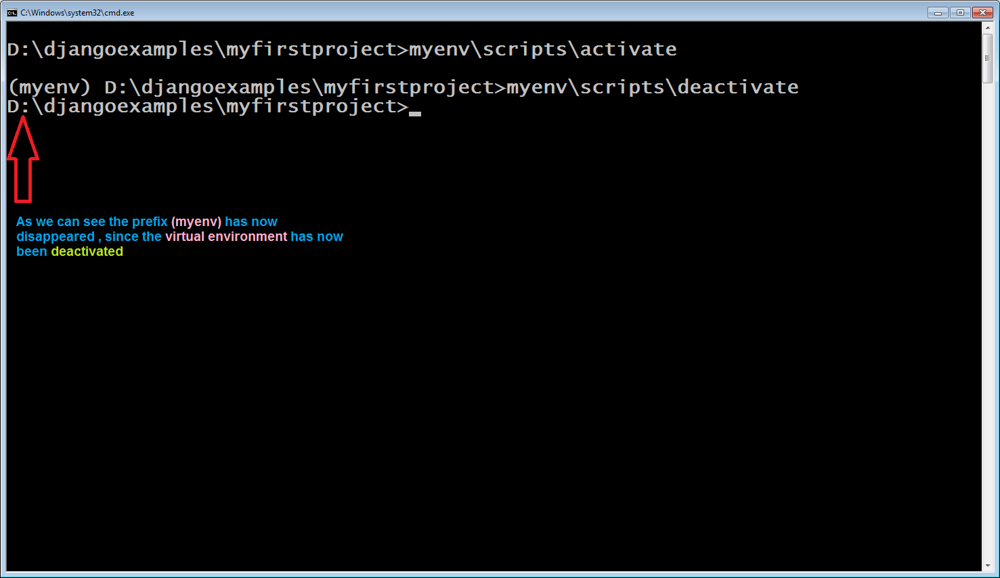 C:\Windows\system32\cmd.exe
D:\djangoexamples\myfirstproject>myenv\scripts\activate
(myenv) D:\djangoexamples\myfirstproject>myenv\scripts\deactivate
D:\djangoexamples\myfirstproject>
As we can see the prefix (myenv) has now
disappeared , since the virtual environment has now
been deactivated